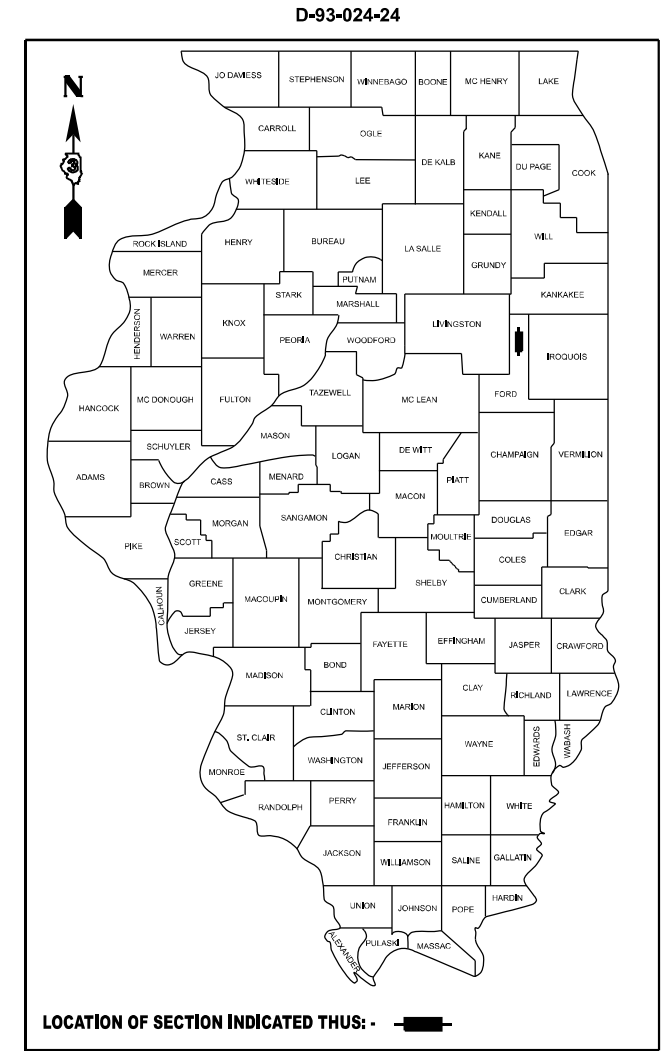 D-93-024-24
N
3
JO DAVIESS
STEPHENSON
WINNEBAGO
BOONE
MC HENRY
LAKE
CARROLL
OGLE
DE KALB
KANE
DU PAGE
COOK
WHITESIDE
LEE
KENDALL
WILL
ROCK ISLAND
HENRY
BUREAU
LA SALLE
GRUNDY
MERCER
PUTNAM
KANKAKEE
STARK
MARSHALL
HENDERSON
WARREN
KNOX
PEORIA
WOODFORD
LIVINGSTON
IROQUOIS
HANCOCK
MC DONOUGH
FULTON
TAZEWELL
MC LEAN
FORD
MASON
SCHUYLER
LOGAN
DE WITT
CHAMPAIGN
VERMILION
ADAMS
BROWN
CASS
MENARD
PIATT
MACON
PIKE
SCOTT
MORGAN
SANGAMON
DOUGLAS
EDGAR
MOULTRIE
CHRISTIAN
COLES
CALHOUN
GREENE
MACOUPIN
MONTGOMERY
SHELBY
CUMBERLAND
CLARK
JERSEY
FAYETTE
EFFINGHAM
JASPER
CRAWFORD
MADISON
BOND
CLAY
RICHLAND
LAWRENCE
CLINTON
MARION
ST. CLAIR
WAYNE
EDWARDS
WABASH
MONROE
WASHINGTON
JEFFERSON
RANDOLPH
PERRY
HAMILTON
WHITE
FRANKLIN
JACKSON
WILLIAMSON
SALINE
GALLATIN
UNION
JOHNSON
POPE
HARDIN
ALEXANDER
PULASKI
MASSAC
LOCATION OF SECTION INDICATED THUS: -